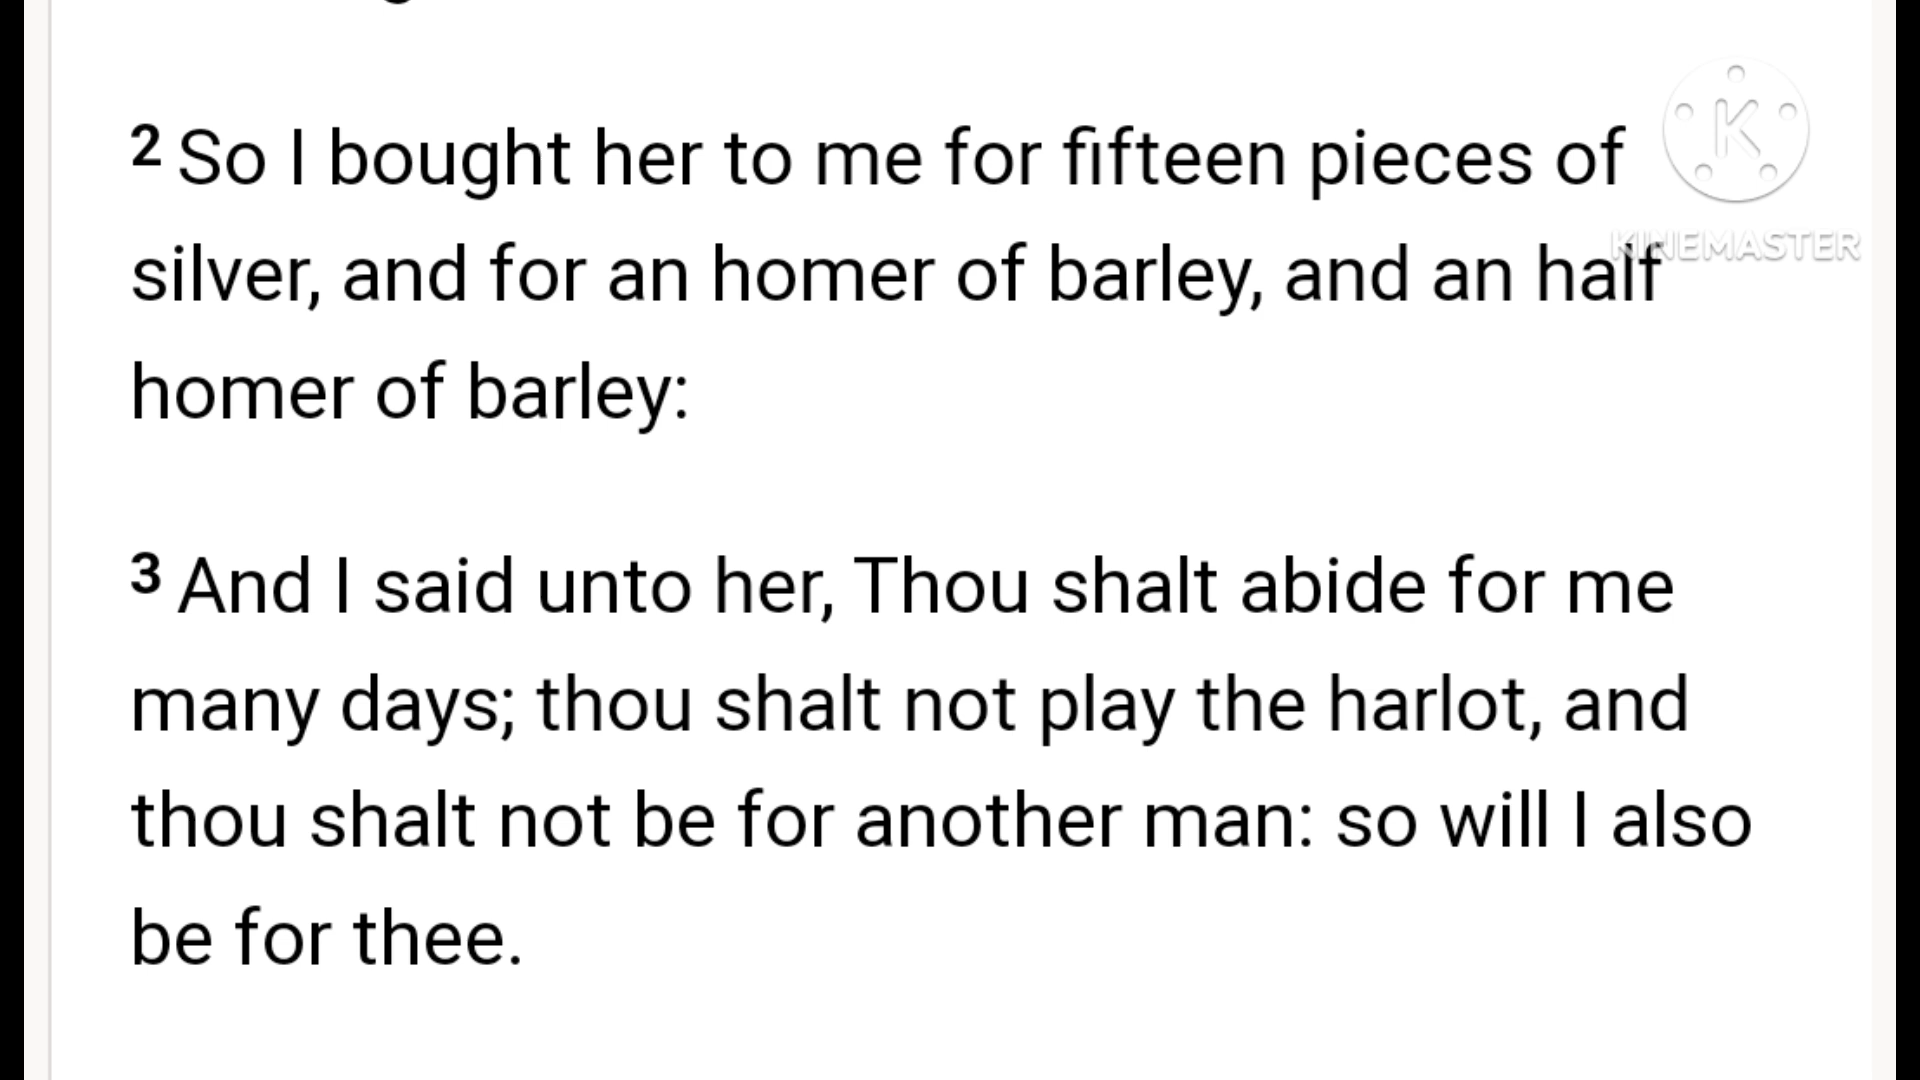 2 So I bought her to me for fifteen pieces of
silver, and for an homer of barley, and an half
homer of barley:
3 And I said unto her, Thou shalt abide for me
many days; thou shalt not play the harlot, and
thou shalt not be for another man: so will I also
be for thee.
K
KINEMASTER